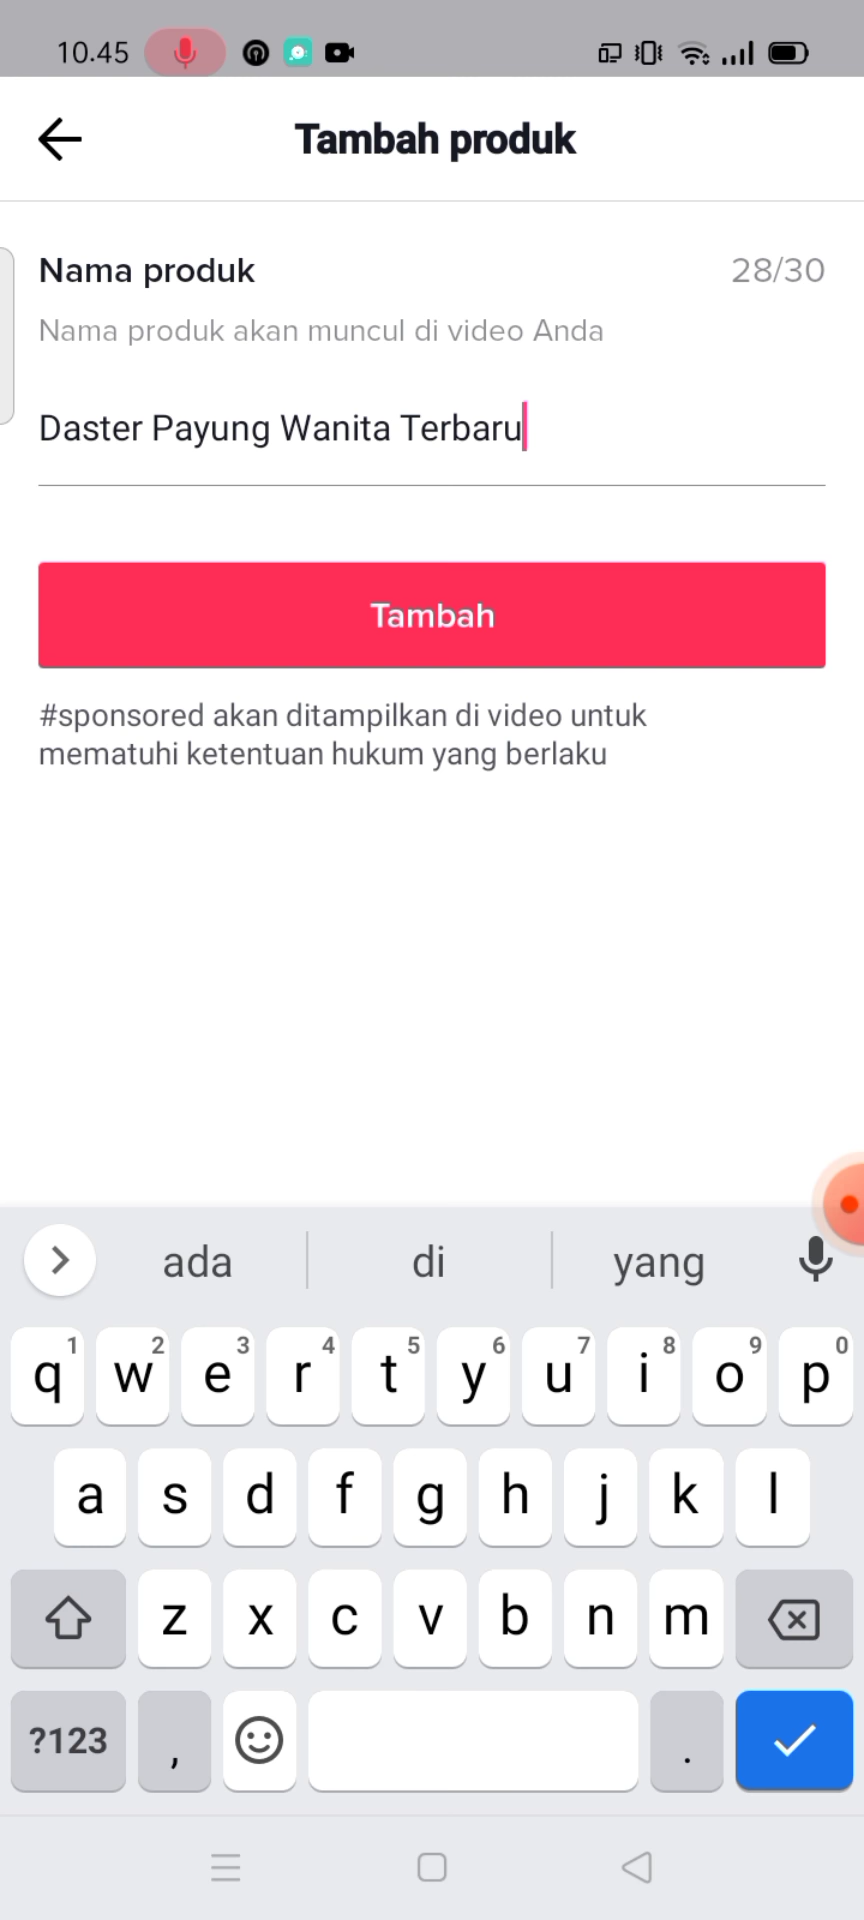 10.45
Tambah produk
Nama produk 28/30
Nama produk akan muncul di video Anda
Daster Payung Wanita Terbaru
Tambah
#sponsored akan ditampilkan di video untuk
mematuhi ketentuan hukum yang berlaku
ada di yang
1 2 3 4 5 6 7 8 9 0
q w e r t y u i o p
a s d f g h j k l
z x c v b n m
?123 , .